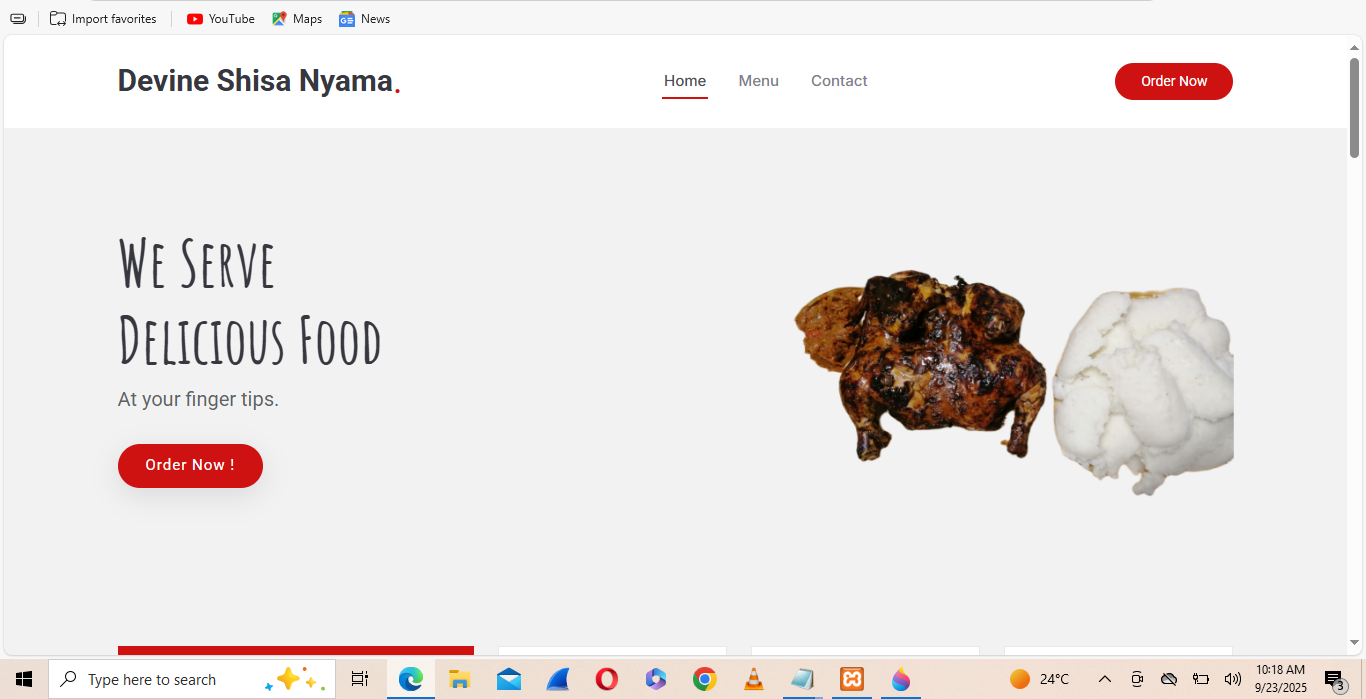 Import favorites
YouTube
Maps
News
Devine Shisa Nyama.
Home
Menu
Contact
Order Now
We Serve
Delicious Food
At your finger tips.
Order Now !
Type here to search
24°C
10:18 AM
9/23/2025
3